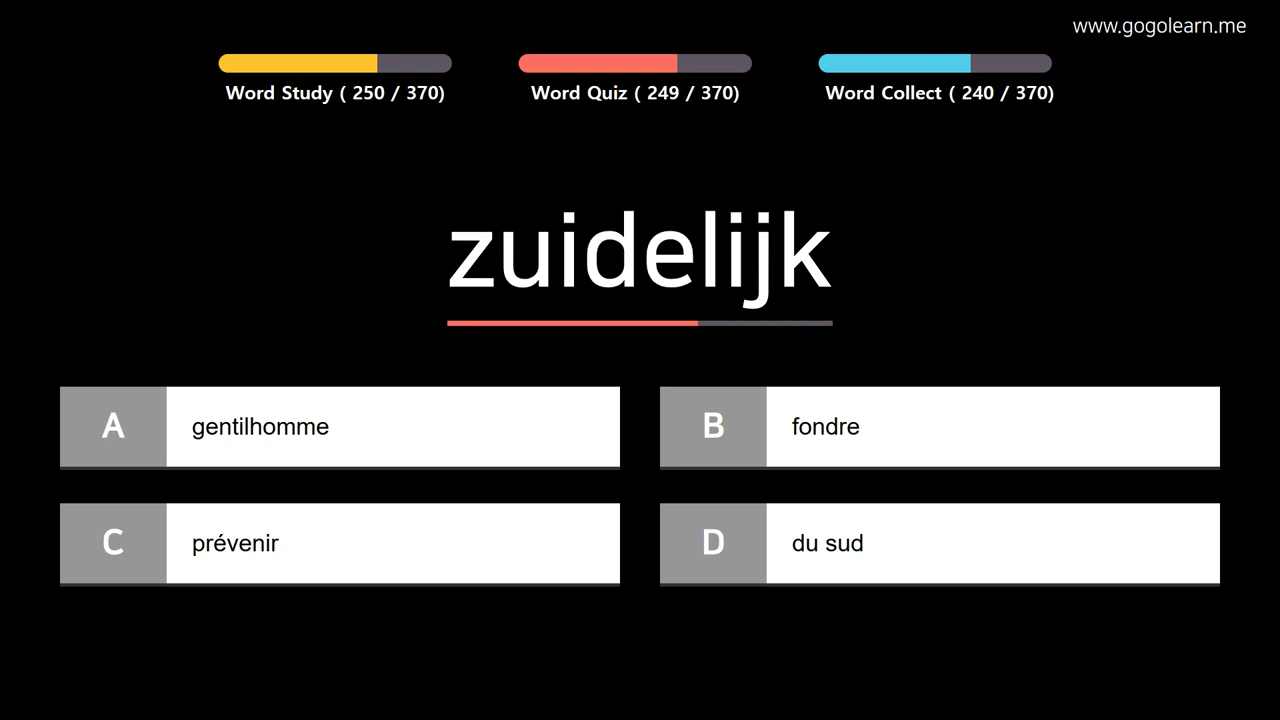 www.gogolearn.me
Word Study ( 250 / 370)
Word Quiz ( 249 / 370)
Word Collect ( 240 / 370)
zuidelijk
A gentilhomme
B fondre
C prévenir
D du sud